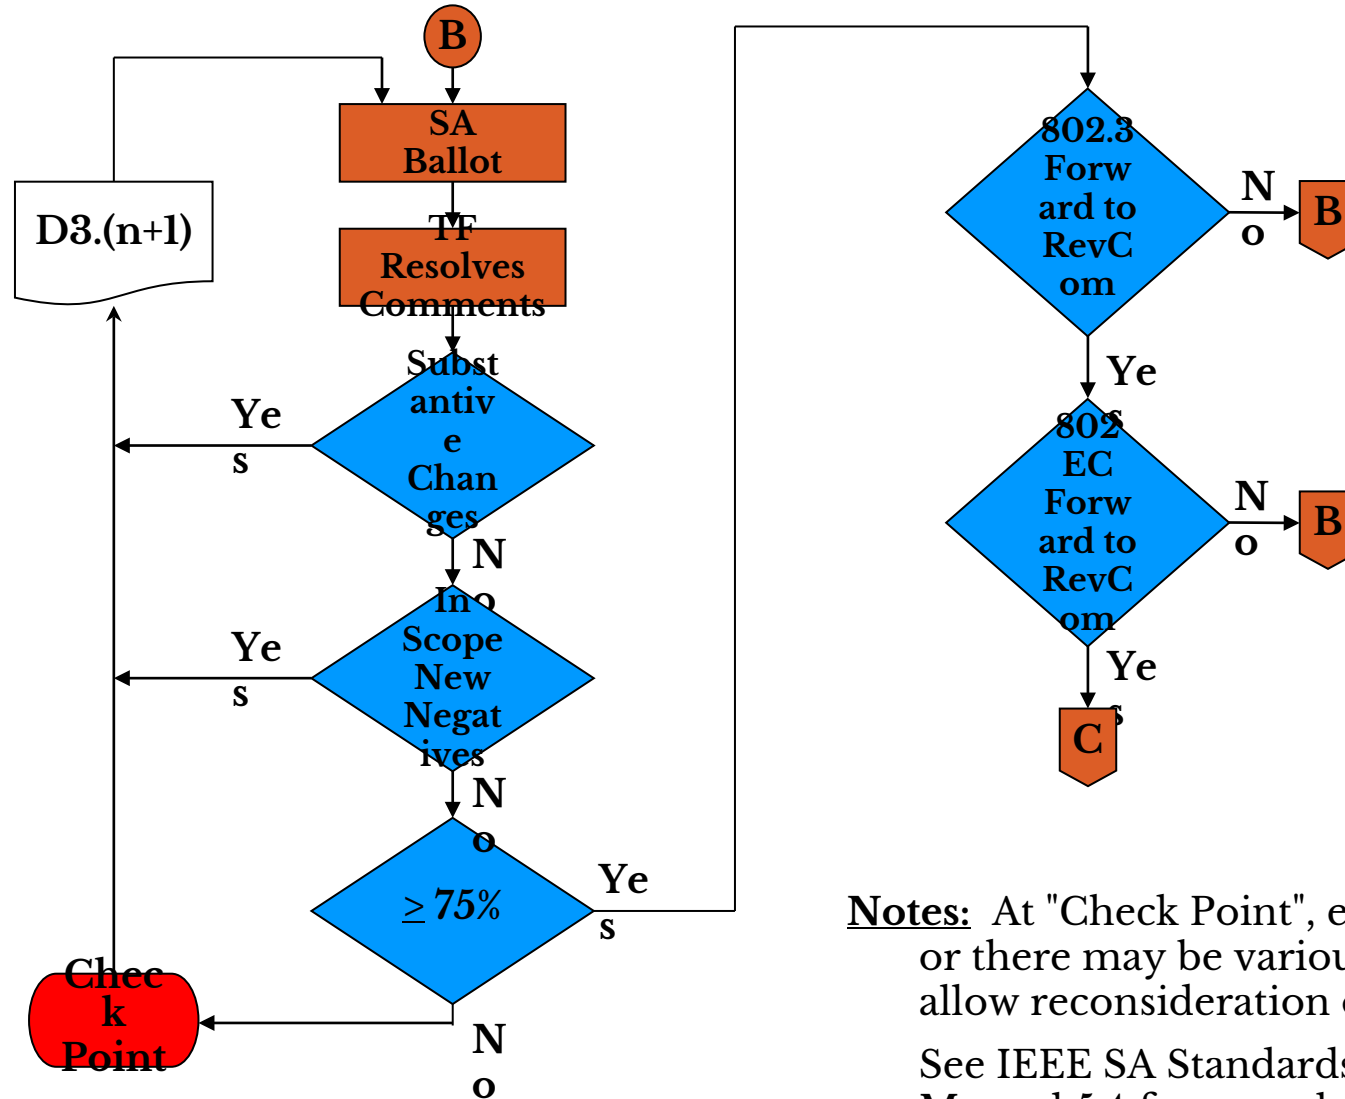 B
SA
Ballot
D3.(n+1)
TF
Resolves
Comments
Subst
antiv
e
Chan
ges
Ye
s
N
o
In
Scope
New
Negat
ives
Ye
s
N
o
≥ 75%
Ye
s
N
o
Chec
k
Point
802.3
Forw
ard to
RevC
om
N
o
B
Ye
s
802
EC
Forw
ard to
RevC
om
N
o
B
Ye
s
C
Notes: At "Check Point", e
or there may be variou
allow reconsideration
See IEEE SA Standards